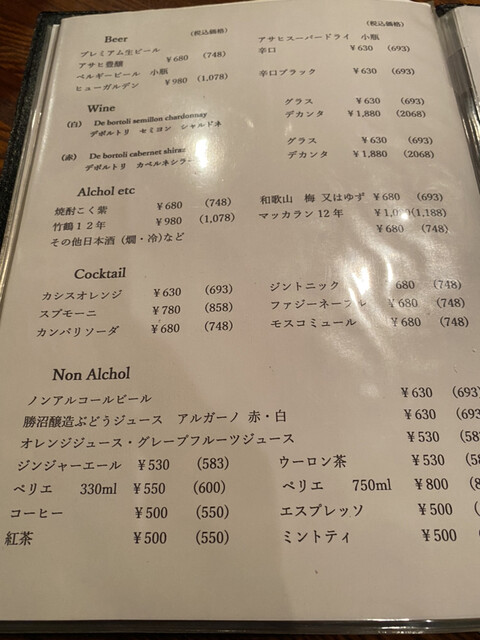 Beer (税込価格) (税込価格)
プレミアム生ビール アサヒスーパードライ 小瓶
アサヒ豊醸 ¥680 (748) 辛口 ¥630 (693)
ベルギービール 小瓶 辛口ブラック ¥630 (693)
ヒューガルデン ¥980 (1,078)
Wine
(白) De bortoli semillon chardonnay グラス ¥630 (693)
デボルトリ セミヨン シャルドネ デカンタ ¥1,880 (2068)
(赤) De bortoli cabernet shiraz グラス ¥630 (693)
デボルトリ カベルネシラー デカンタ ¥1,880 (2068)
Alchol etc
焼酎こく紫 ¥680 (748) 和歌山 梅 又はゆず ¥680 (693)
竹鶴12年 ¥980 (1,078) マッカラン12年 (1,188)
その他日本酒(燗・冷)など ¥680 (748)
Cocktail
カシスオレンジ ¥630 (693) ジントニック 680 (748)
スプモーニ ¥780 (858) ファジーネーブル ¥680 (748)
カンパリソーダ ¥680 (748) モスコミュール ¥680 (748)
Non Alchol
ノンアルコールビール ¥630 (693)
勝沼醸造ぶどうジュース アルガーノ 赤・白 ¥630 (693
オレンジジュース・グレープフルーツジュース ¥530
ジンジャーエール ¥530 (583) ウーロン茶 ¥530
ペリエ 330ml ¥550 (600) ペリエ 750ml ¥800
コーヒー ¥500 (550) エスプレッソ ¥500
紅茶 ¥500 (550) ミントティ ¥500